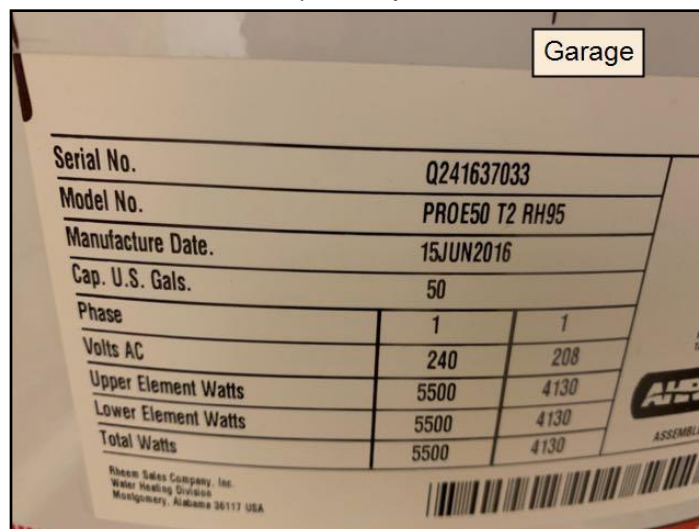 Garage
Serial No. Q241637033
Model No. PROE50 T2 RH95
Manufacture Date. 15JUN2016
Cap. U.S. Gals. 50
Phase 1 1
Volts AC 240 208
Upper Element Watts 5500 4130
Lower Element Watts 5500 4130
Total Watts 5500 4130
Rheem Sales Company, Inc.
Water Heating Division
Montgomery, Alabama 36117 USA